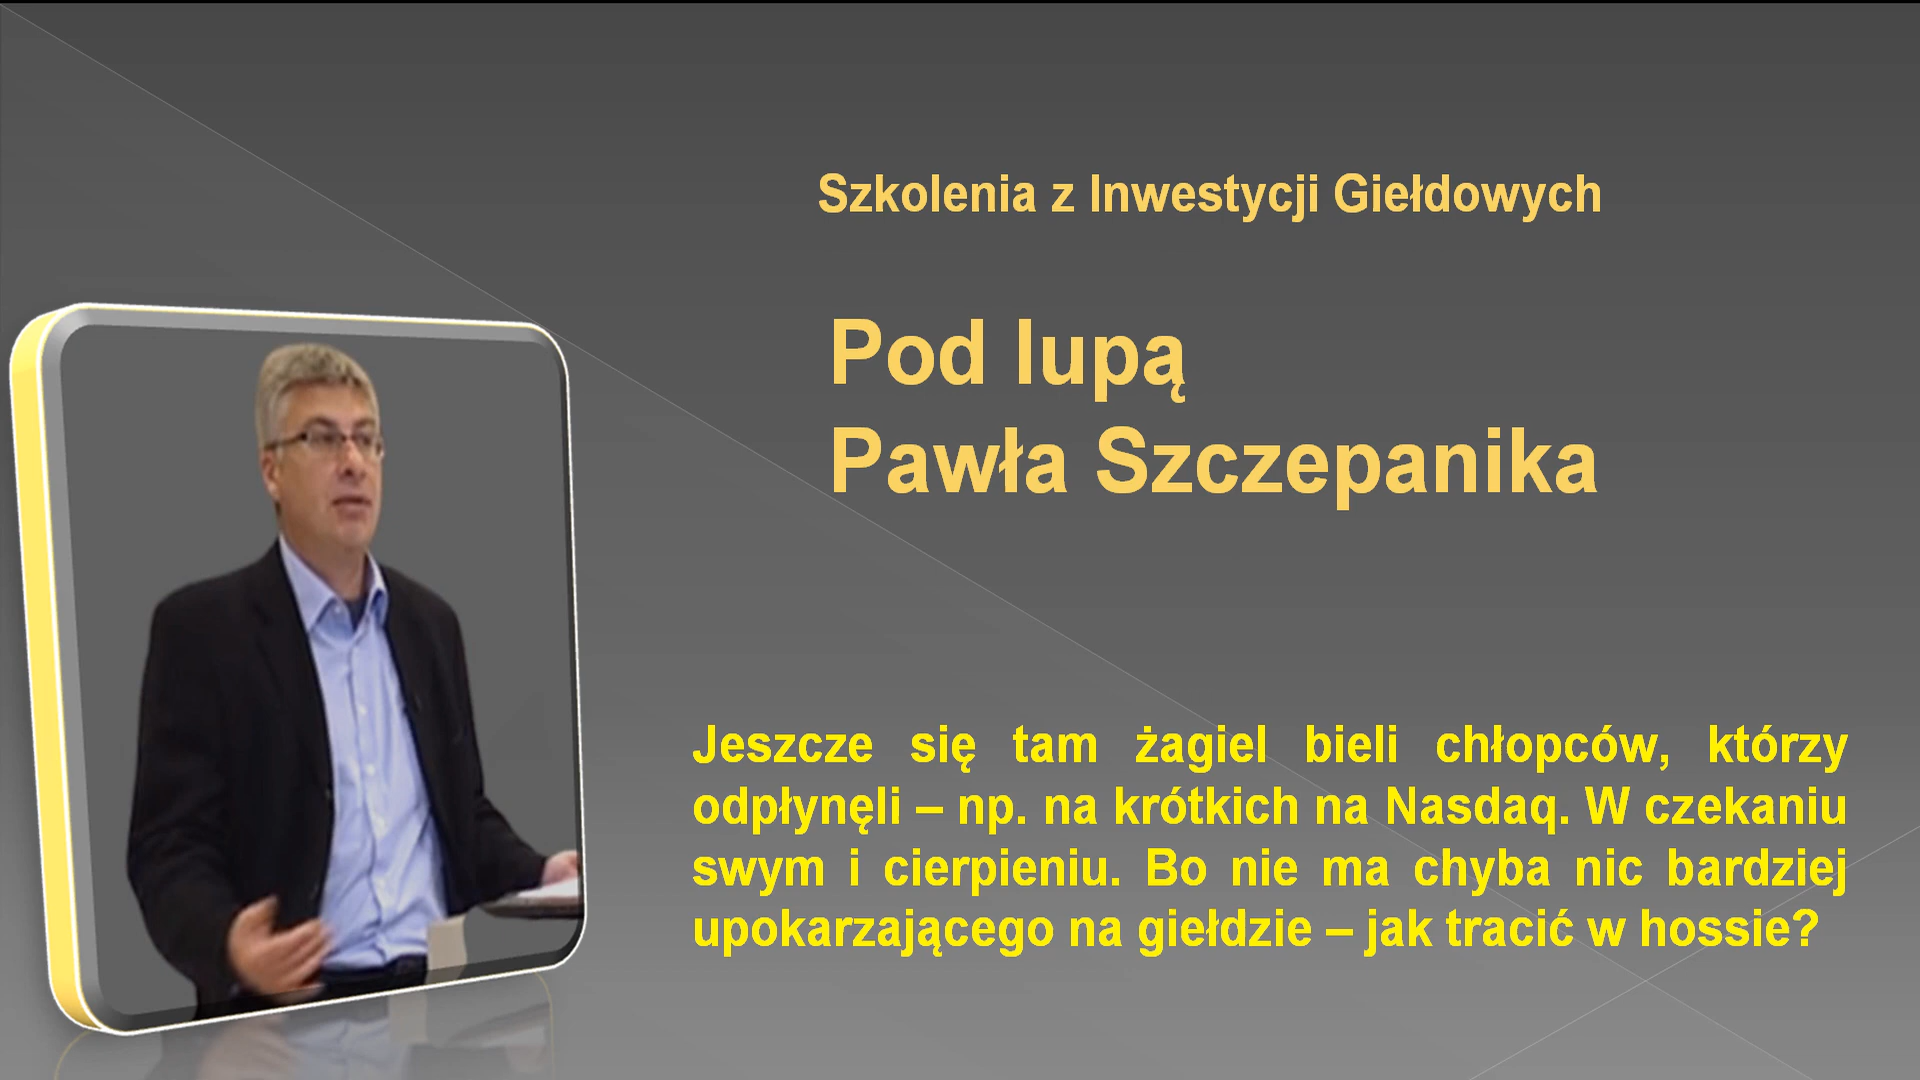 Szkolenia z Inwestycji Giełdowych
Pod lupą
Pawła Szczepanika
Jeszcze się tam żagiel bieli chłopców, którzy
odpłynęli – np. na krótkich na Nasdaq. W czekaniu
swym i cierpieniu. Bo nie ma chyba nic bardziej
upokarzającego na giełdzie – jak tracić w hossie?